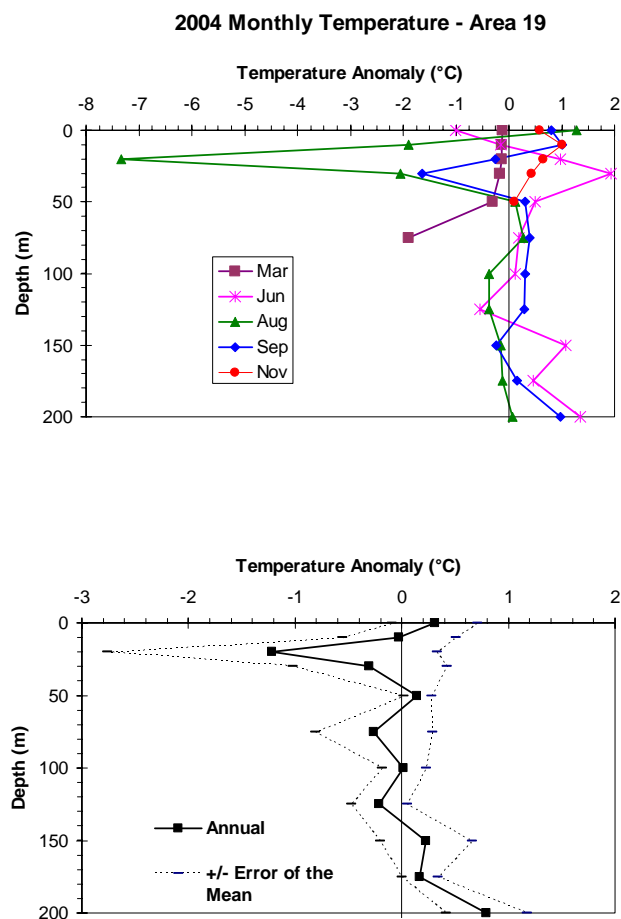 2004 Monthly Temperature - Area 19
Temperature Anomaly (°C)
-8 -7 -6 -5 -4 -3 -2 -1 0 1 2
0
50
100
150
200
Depth (m)
Mar
Jun
Aug
Sep
Nov
Temperature Anomaly (°C)
-3 -2 -1 0 1 2
0
50
100
150
200
Depth (m)
Annual
+/- Error of the
Mean